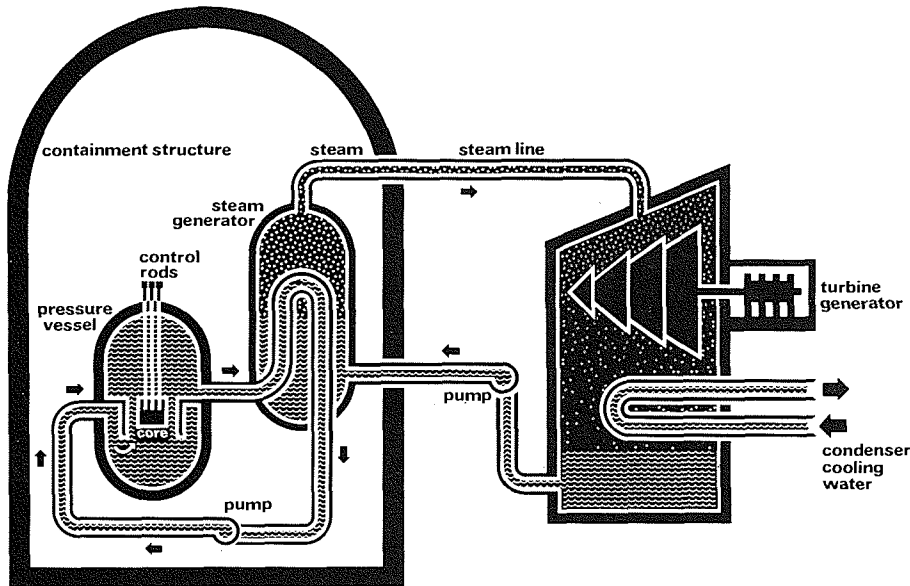 containment structure
steam
steam line
steam
generator
control
rods
pressure
vessel
turbine
generator
pump
core
condenser
cooling
water
pump